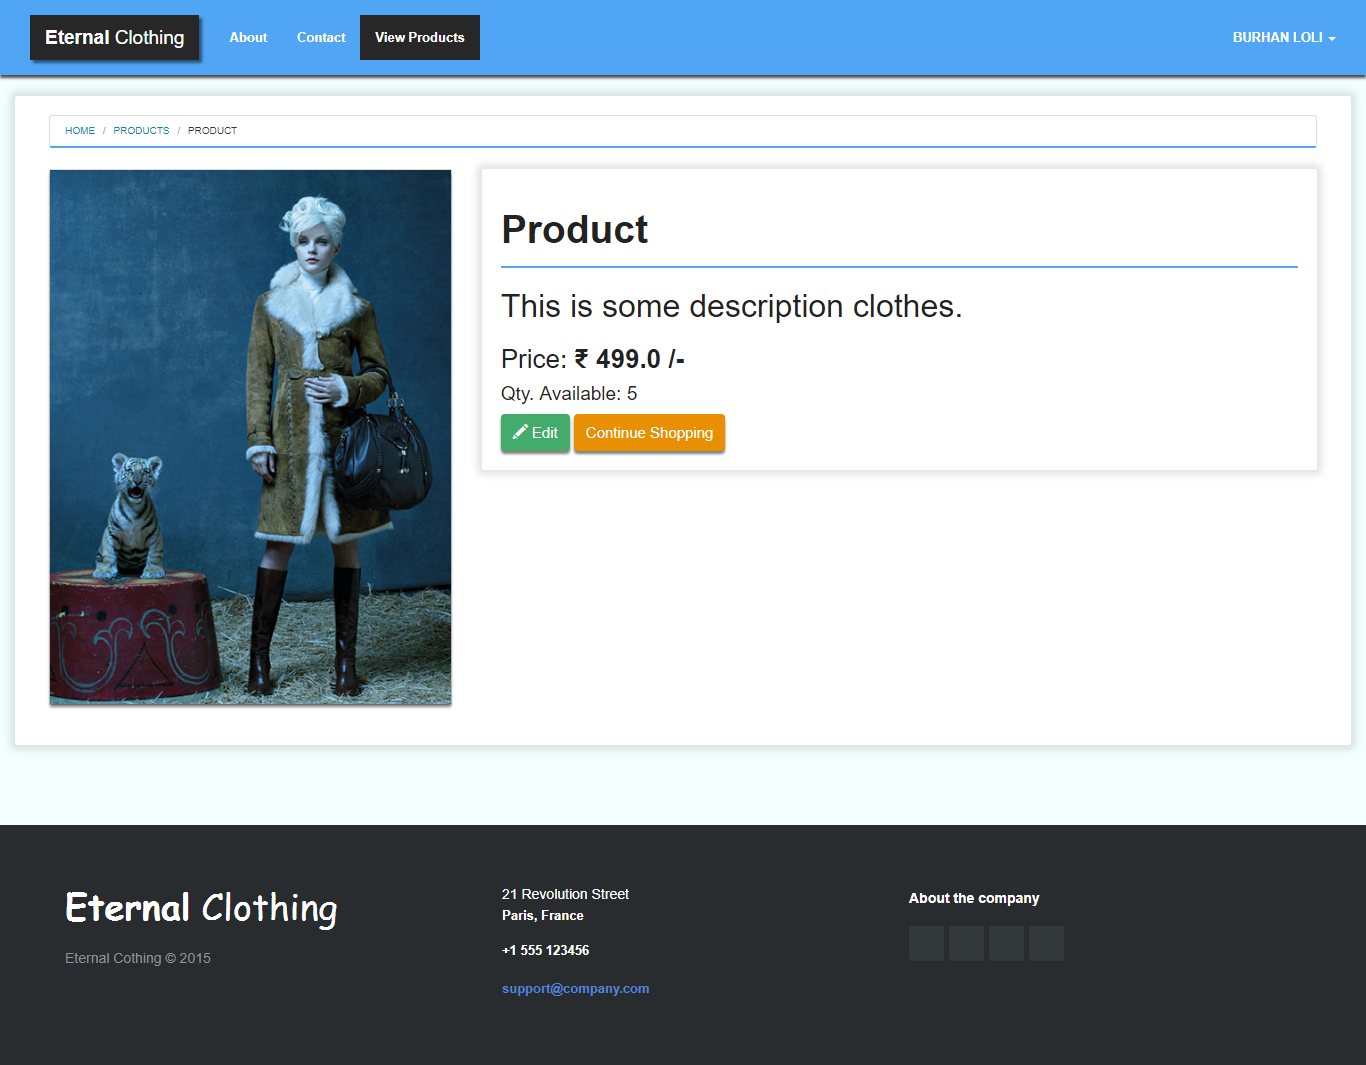 Eternal Clothing
About
Contact
View Products
BURHAN LOLI
HOME / PRODUCTS / PRODUCT
Product
This is some description clothes.
Price: ₹ 499.0 /-
Qty. Available: 5
Edit
Continue Shopping
Eternal Clothing
Eternal Cothing © 2015
21 Revolution Street
Paris, France
+1 555 123456
support@company.com
About the company